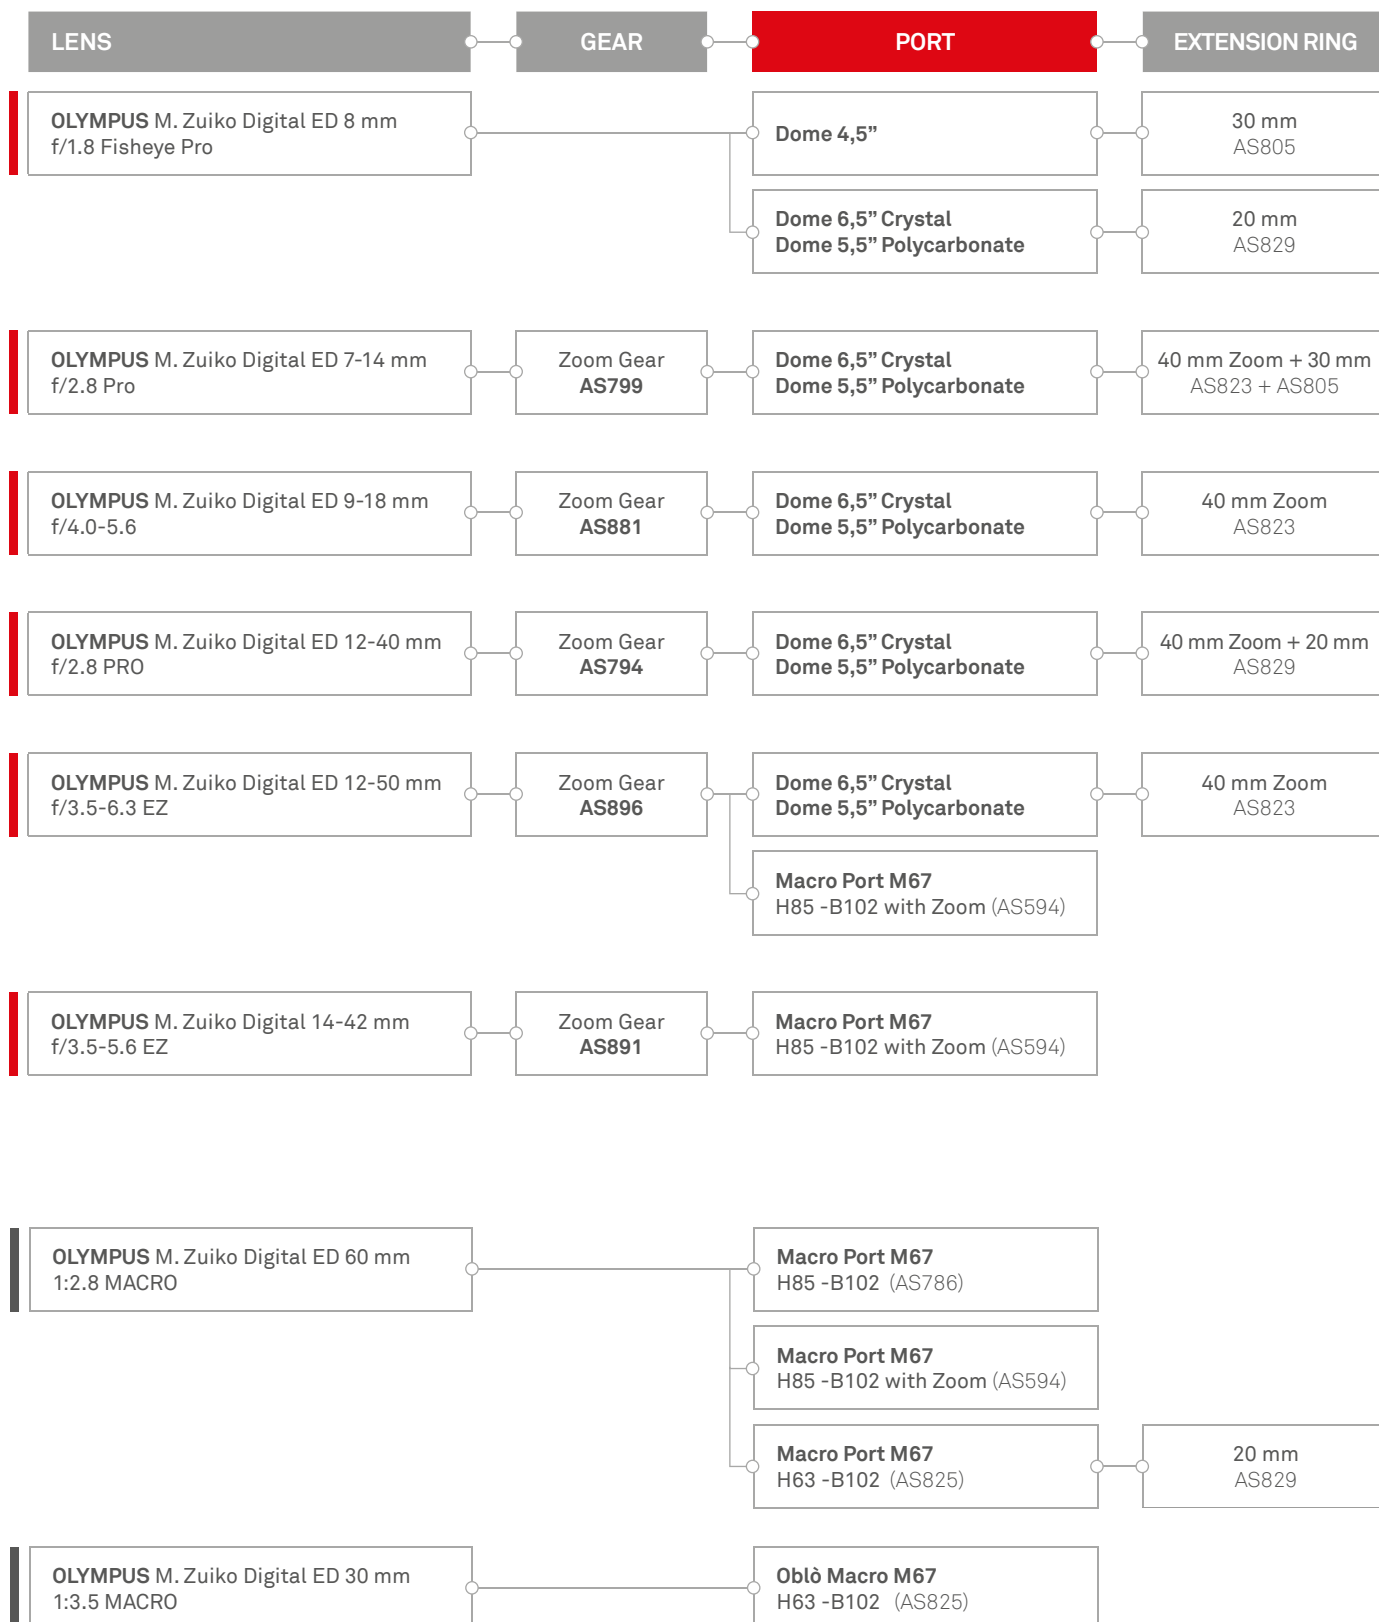 LENS
GEAR
PORT
EXTENSION RING
OLYMPUS M. Zuiko Digital ED 8 mm
f/1.8 Fisheye Pro
Dome 4,5”
30 mm
AS805
Dome 6,5” Crystal
Dome 5,5” Polycarbonate
20 mm
AS829
OLYMPUS M. Zuiko Digital ED 7-14 mm
f/2.8 Pro
Zoom Gear
AS799
Dome 6,5” Crystal
Dome 5,5” Polycarbonate
40 mm Zoom + 30 mm
AS823 + AS805
OLYMPUS M. Zuiko Digital ED 9-18 mm
f/4.0-5.6
Zoom Gear
AS881
Dome 6,5” Crystal
Dome 5,5” Polycarbonate
40 mm Zoom
AS823
OLYMPUS M. Zuiko Digital ED 12-40 mm
f/2.8 PRO
Zoom Gear
AS794
Dome 6,5” Crystal
Dome 5,5” Polycarbonate
40 mm Zoom + 20 mm
AS829
OLYMPUS M. Zuiko Digital ED 12-50 mm
f/3.5-6.3 EZ
Zoom Gear
AS896
Dome 6,5” Crystal
Dome 5,5” Polycarbonate
40 mm Zoom
AS823
Macro Port M67
H85 -B102 with Zoom (AS594)
OLYMPUS M. Zuiko Digital 14-42 mm
f/3.5-5.6 EZ
Zoom Gear
AS891
Macro Port M67
H85 -B102 with Zoom (AS594)
OLYMPUS M. Zuiko Digital ED 60 mm
1:2.8 MACRO
Macro Port M67
H85 -B102 (AS786)
Macro Port M67
H85 -B102 with Zoom (AS594)
Macro Port M67
H63 -B102 (AS825)
20 mm
AS829
OLYMPUS M. Zuiko Digital ED 30 mm
1:3.5 MACRO
Oblò Macro M67
H63 -B102 (AS825)